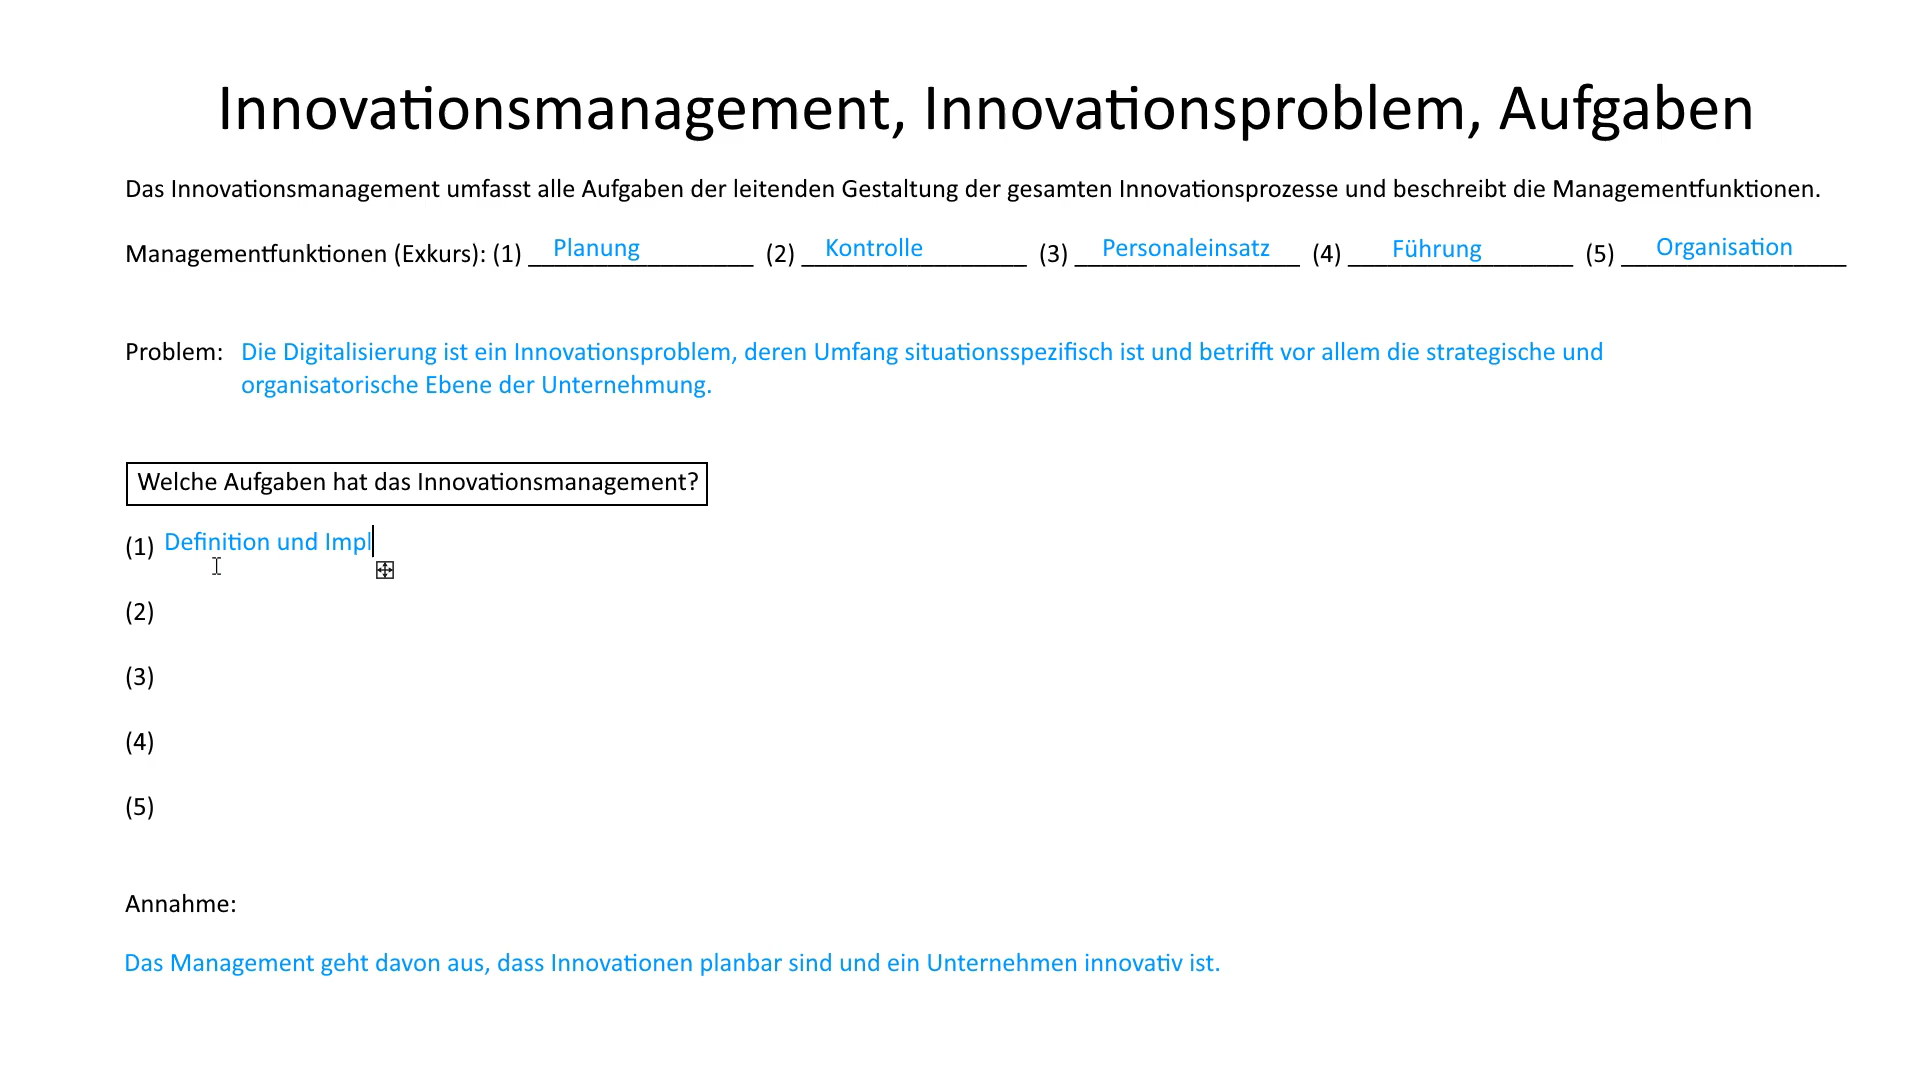 Innovationsmanagement, Innovationsproblem, Aufgaben
Das Innovationsmanagement umfasst alle Aufgaben der leitenden Gestaltung der gesamten Innovationsprozesse und beschreibt die Managementfunktionen.
Managementfunktionen (Exkurs): (1) Planung (2) Kontrolle (3) Personaleinsatz (4) Führung (5) Organisation
Problem: Die Digitalisierung ist ein Innovationsproblem, deren Umfang situationsspezifisch ist und betrifft vor allem die strategische und
organisatorische Ebene der Unternehmung.
Welche Aufgaben hat das Innovationsmanagement?
(1) Definition und Impl
(2)
(3)
(4)
(5)
Annahme:
Das Management geht davon aus, dass Innovationen planbar sind und ein Unternehmen innovativ ist.